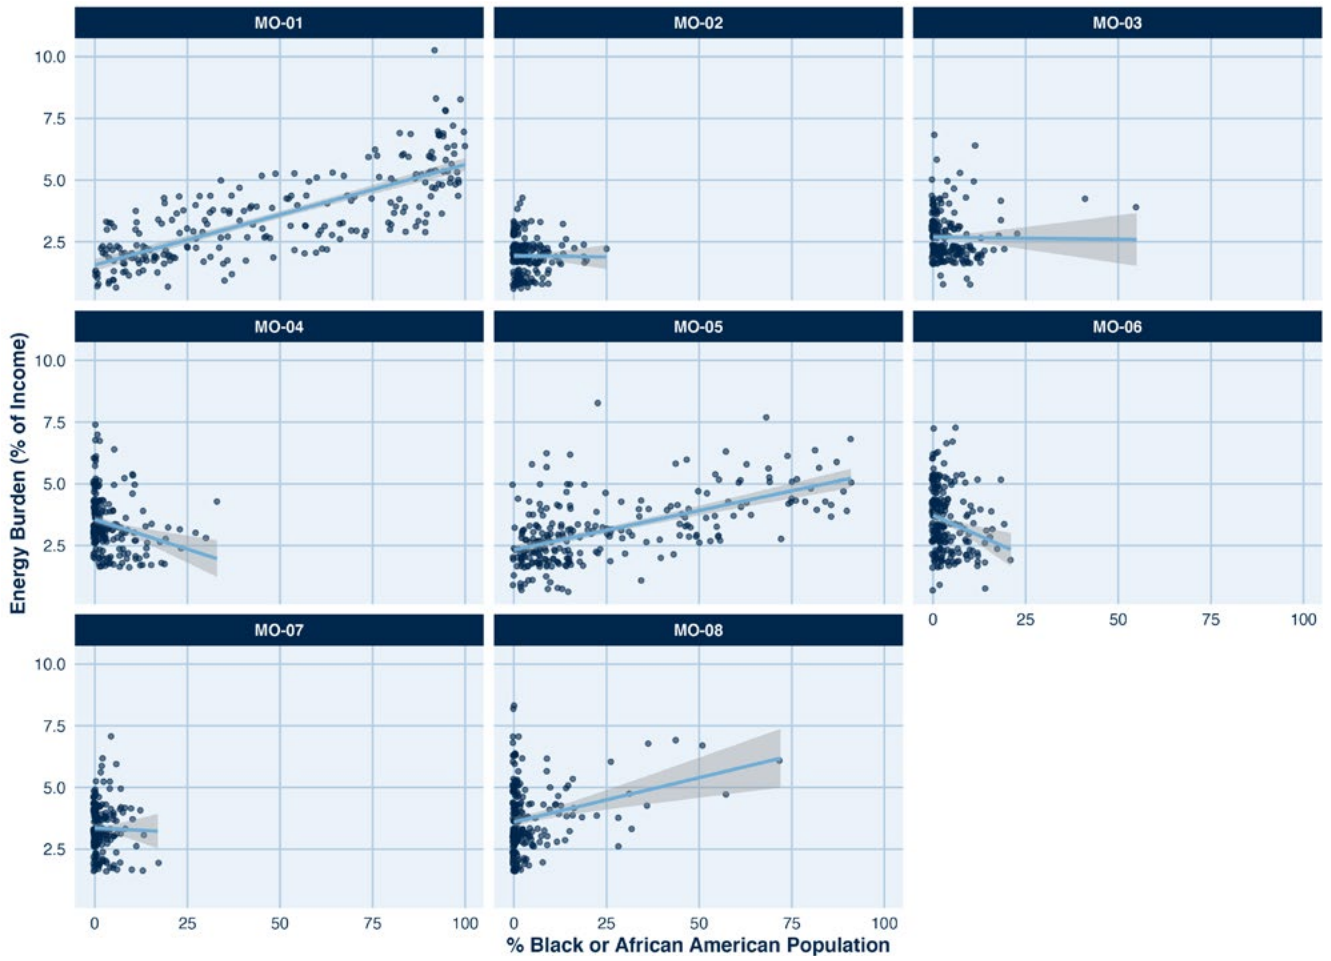 MO-01 MO-02 MO-03
10.0
7.5
5.0
2.5
MO-04 MO-05 MO-06
10.0
7.5
5.0
2.5
0 25 50 75 100
MO-07 MO-08
10.0
7.5
5.0
2.5
0 25 50 75 100 0 25 50 75 100
Energy Burden (% of Income)
% Black or African American Population